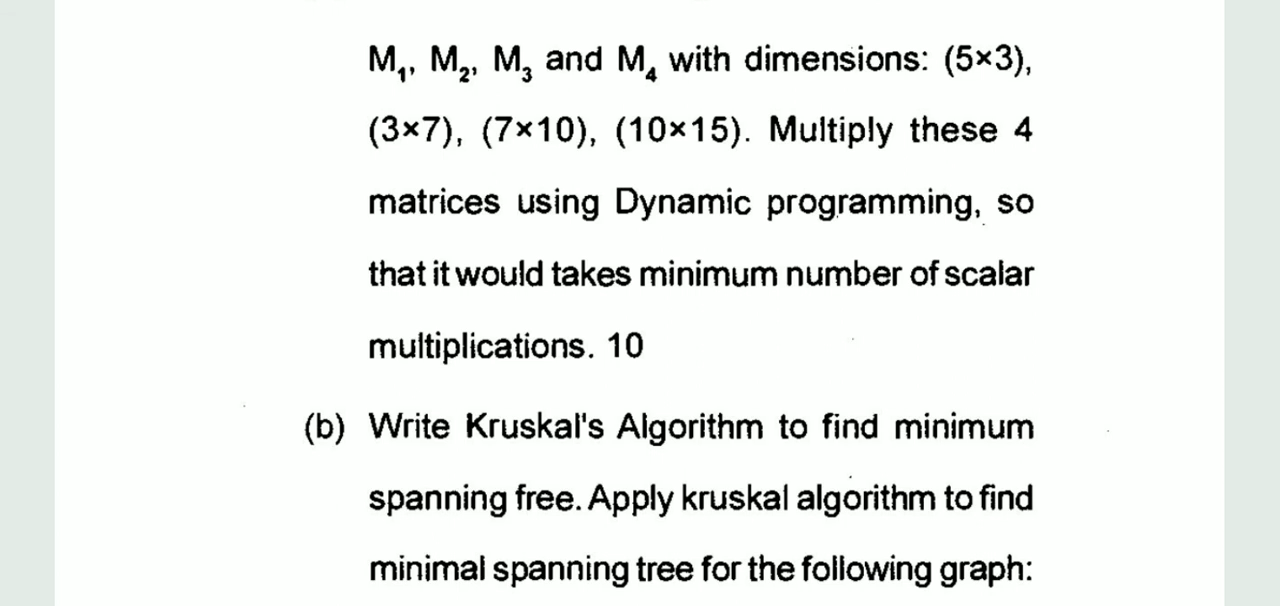 M₁, M₂, M₃ and M₄ with dimensions: (5×3),
(3×7), (7×10), (10×15). Multiply these 4
matrices using Dynamic programming, so
that it would takes minimum number of scalar
multiplications. 10
(b) Write Kruskal's Algorithm to find minimum
spanning free. Apply kruskal algorithm to find
minimal spanning tree for the following graph: